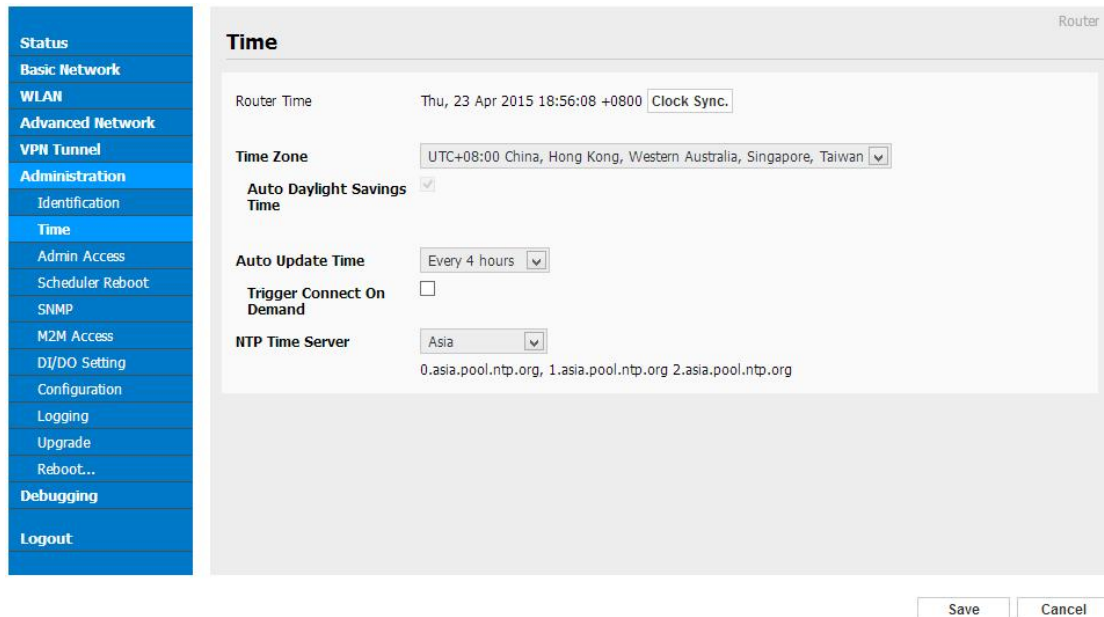 Router
Status
Basic Network
WLAN
Advanced Network
VPN Tunnel
Administration
Identification
Time
Admin Access
Scheduler Reboot
SNMP
M2M Access
DI/DO Setting
Configuration
Logging
Upgrade
Reboot...
Debugging
Logout
Time
Router Time Thu, 23 Apr 2015 18:56:08 +0800 Clock Sync.
Time Zone UTC+08:00 China, Hong Kong, Western Australia, Singapore, Taiwan
Auto Daylight Savings
Time
Auto Update Time Every 4 hours
Trigger Connect On
Demand
NTP Time Server Asia
0.asia.pool.ntp.org, 1.asia.pool.ntp.org 2.asia.pool.ntp.org
Save Cancel